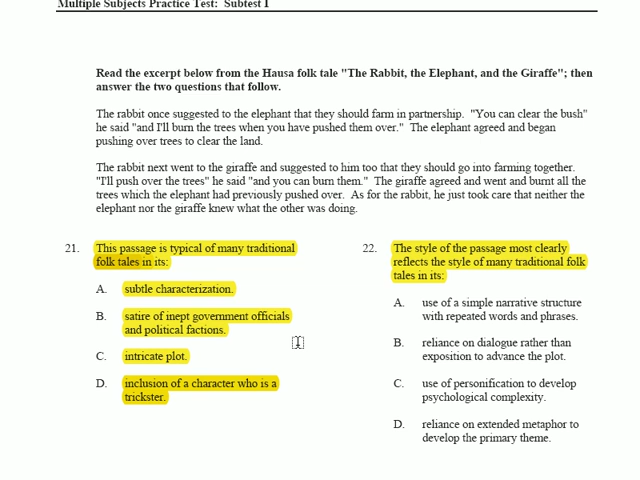 Multiple Subjects Practice Test: Subtest I
Read the excerpt below from the Hausa folk tale "The Rabbit, the Elephant, and the Giraffe"; then
answer the two questions that follow.
The rabbit once suggested to the elephant that they should farm in partnership. "You can clear the bush"
he said "and I'll burn the trees when you have pushed them over." The elephant agreed and began
pushing over trees to clear the land.
The rabbit next went to the giraffe and suggested to him too that they should go into farming together.
"I'll push over the trees" he said "and you can burn them." The giraffe agreed and went and burnt all the
trees which the elephant had previously pushed over. As for the rabbit, he just took care that neither the
elephant nor the giraffe knew what the other was doing.
21. This passage is typical of many traditional
folk tales in its:
A. subtle characterization.
B. satire of inept government officials
and political factions.
C. intricate plot.
D. inclusion of a character who is a
trickster.
22. The style of the passage most clearly
reflects the style of many traditional folk
tales in its:
A. use of a simple narrative structure
with repeated words and phrases.
B. reliance on dialogue rather than
exposition to advance the plot.
C. use of personification to develop
psychological complexity.
D. reliance on extended metaphor to
develop the primary theme.